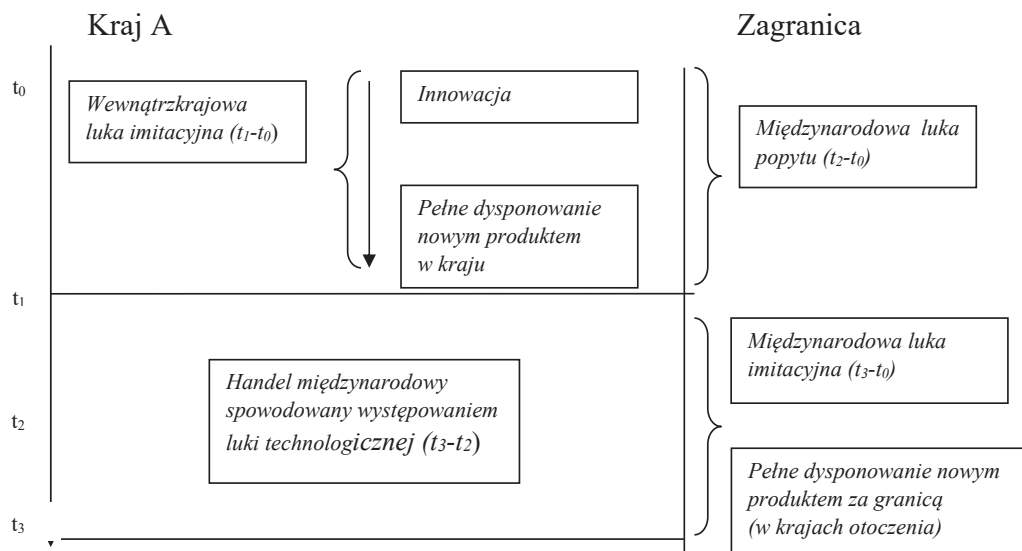 Kraj A
Zagranica
t0
Wewnątrzkrajowa
luka imitacyjna (t1-t0)
Innowacja
Międzynarodowa luka
popytu (t2-t0)
Pełne dysponowanie
nowym produktem
w kraju
t1
Międzynarodowa luka
imitacyjna (t3-t0)
Handel międzynarodowy
spowodowany występowaniem
luki technologicznej (t3-t2)
t2
Pełne dysponowanie nowym
produktem za granicą
(w krajach otoczenia)
t3